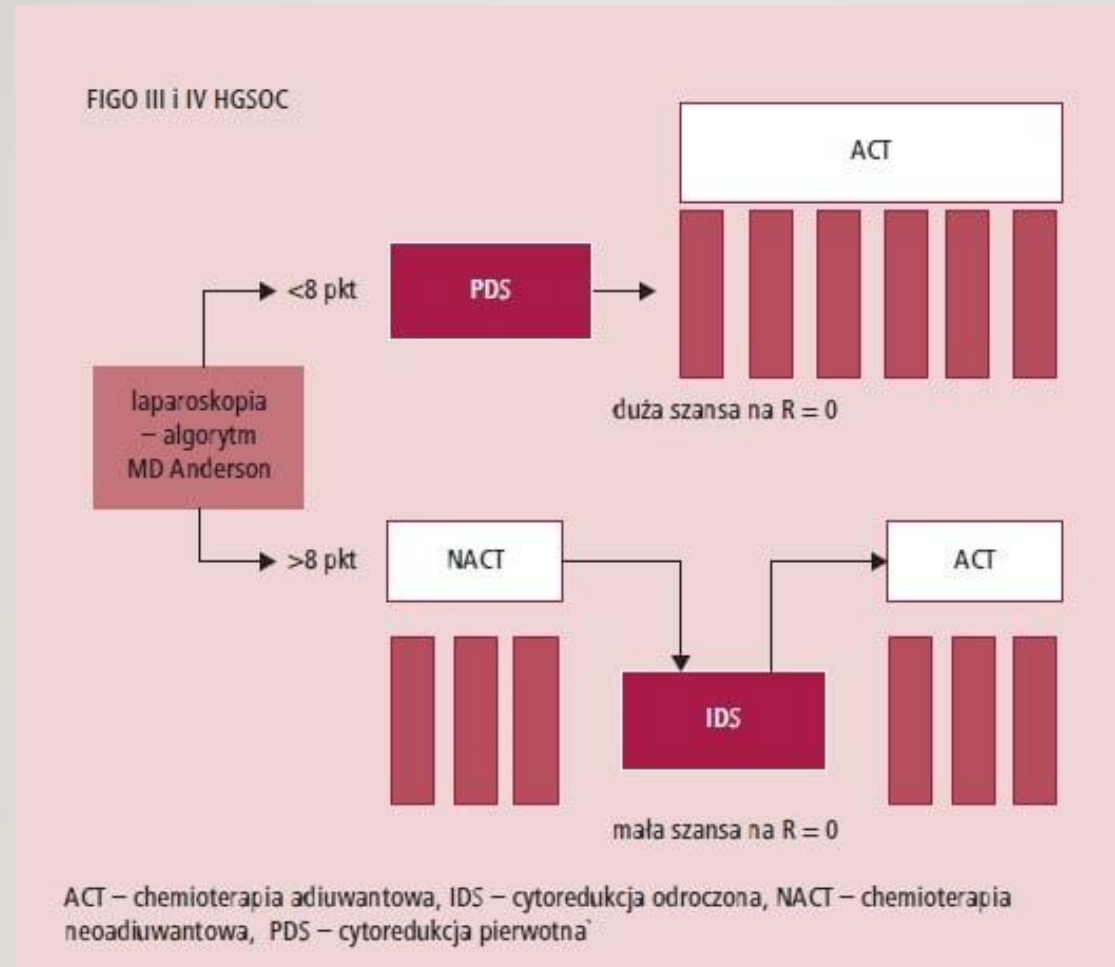 FIGO III i IV HGSOC
ACT
<8 pkt
PDS
laparoskopia
– algorytm
MD Anderson
duża szansa na R = 0
>8 pkt
NACT
ACT
IDS
mała szansa na R = 0
ACT – chemioterapia adiuwantowa, IDS – cytoredukcja odroczona, NACT – chemioterapia
neoadiuwantowa, PDS – cytoredukcja pierwotna`